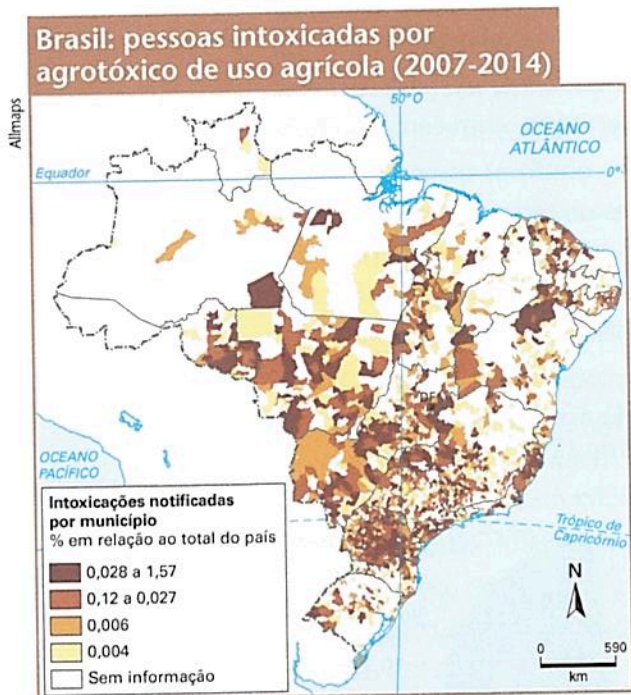 Brasil: pessoas intoxicadas por
agrotóxico de uso agrícola (2007-2014)
Allmaps
50° O
OCEANO
ATLÂNTICO
Equador
0°
DF
OCEANO
PACÍFICO
Trópico de
Capricórnio
Intoxicações notificadas
por município
% em relação ao total do país
0,028 a 1,57
0,12 a 0,027
0,006
0,004
Sem informação
N
0 590
km